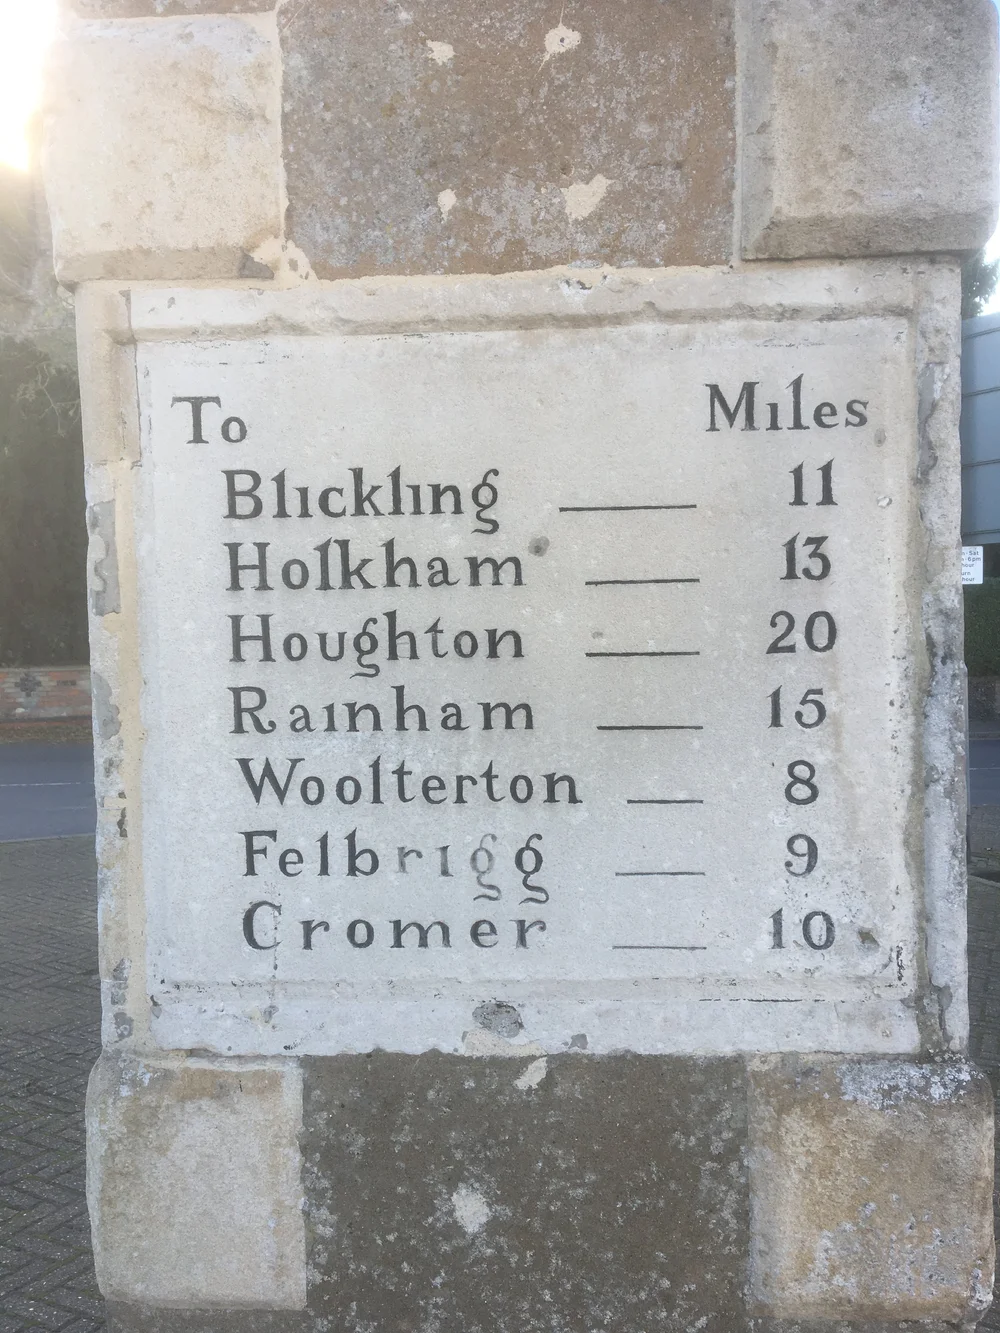 To Miles
Blickling 11
Holkham 13
Houghton 20
Rainham 15
Woolterton 8
Felbrigg 9
Cromer 10